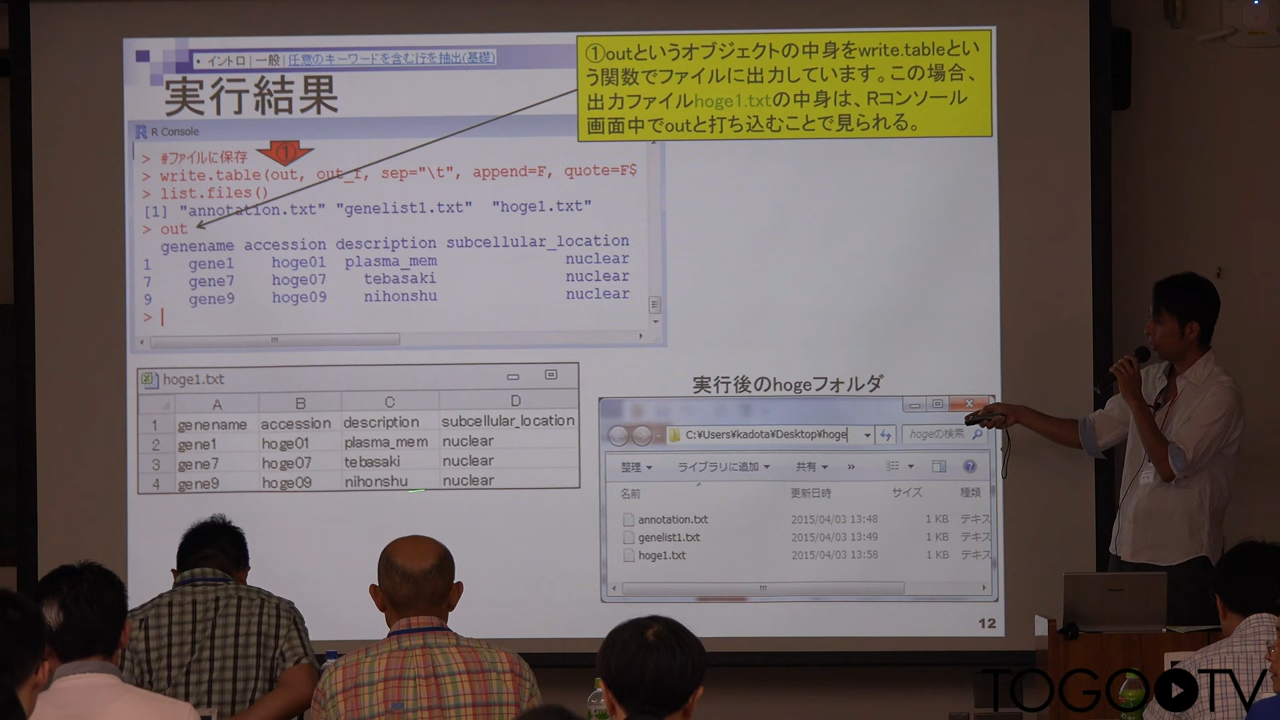 • イントロ | 一般 | 任意のキーワードを含む行を抽出(基礎)
実行結果
①outというオブジェクトの中身をwrite.tableとい
う関数でファイルに出力しています。この場合、
出力ファイルhoge1.txtの中身は、Rコンソール
画面中でoutと打ち込むことで見られる。
R Console
> #ファイルに保存
①
> write.table(out, out_f, sep="\t", append=F, quote=F$
> list.files()
[1] "annotation.txt" "genelist1.txt" "hoge1.txt"
> out
genename accession description subcellular_location
1 gene1 hoge01 plasma_mem nuclear
7 gene7 hoge07 tebasaki nuclear
9 gene9 hoge09 nihonshu nuclear
>
hoge1.txt
A B C D
1 genename accession description subcellular_location
2 gene1 hoge01 plasma_mem nuclear
3 gene7 hoge07 tebasaki nuclear
4 gene9 hoge09 nihonshu nuclear
実行後のhogeフォルダ
C:¥Users¥kadota¥Desktop¥hoge
hogeの検索
整理 ライブラリに追加 共有 »
名前 更新日時 サイズ 種類
annotation.txt 2015/04/03 13:48 1 KB テキス
genelist1.txt 2015/04/03 13:49 1 KB テキス
hoge1.txt 2015/04/03 13:58 1 KB テキス
12
TOGO TV